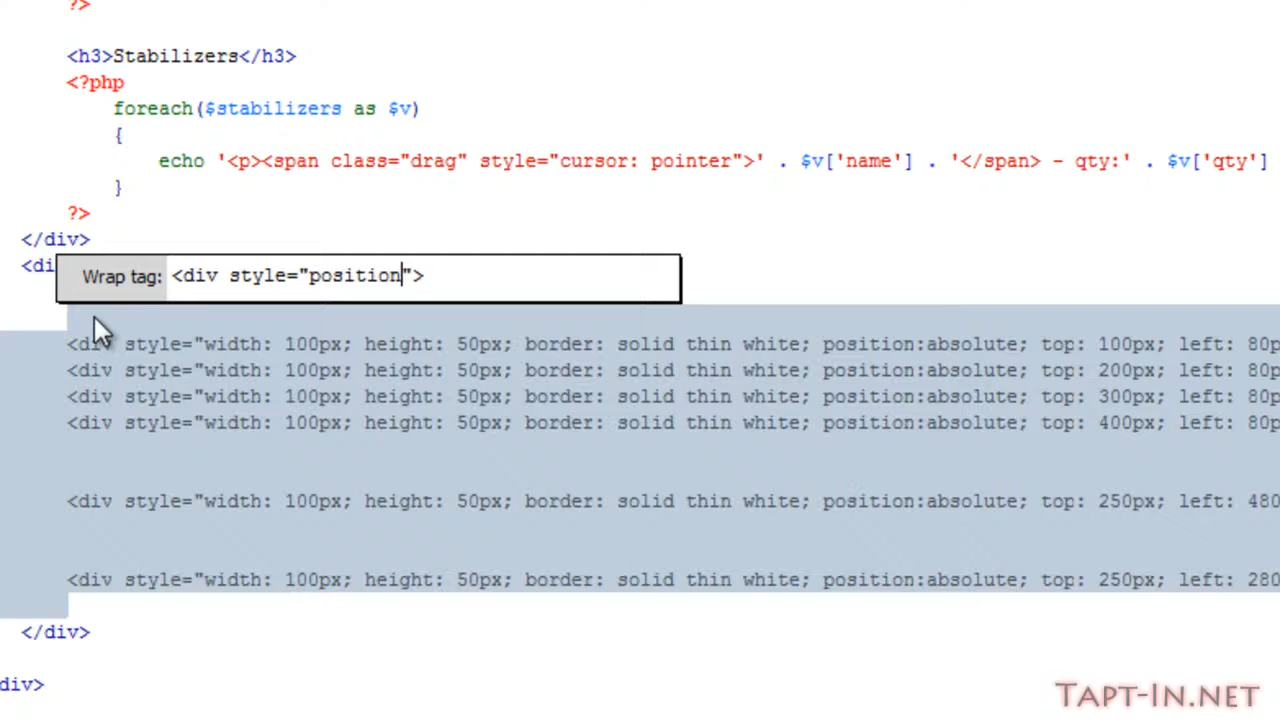 ?>
<h3>Stabilizers</h3>
<?php
foreach($stabilizers as $v)
{
echo '<p><span class="drag" style="cursor: pointer">' . $v['name'] . '</span> - qty:' . $v['qty']
}
?>
</div>
<di
Wrap tag: <div style="position">
<div style="width: 100px; height: 50px; border: solid thin white; position:absolute; top: 100px; left: 80p
<div style="width: 100px; height: 50px; border: solid thin white; position:absolute; top: 200px; left: 80p
<div style="width: 100px; height: 50px; border: solid thin white; position:absolute; top: 300px; left: 80p
<div style="width: 100px; height: 50px; border: solid thin white; position:absolute; top: 400px; left: 80p
<div style="width: 100px; height: 50px; border: solid thin white; position:absolute; top: 250px; left: 480
<div style="width: 100px; height: 50px; border: solid thin white; position:absolute; top: 250px; left: 280
</div>
div>
Tapt-In.net